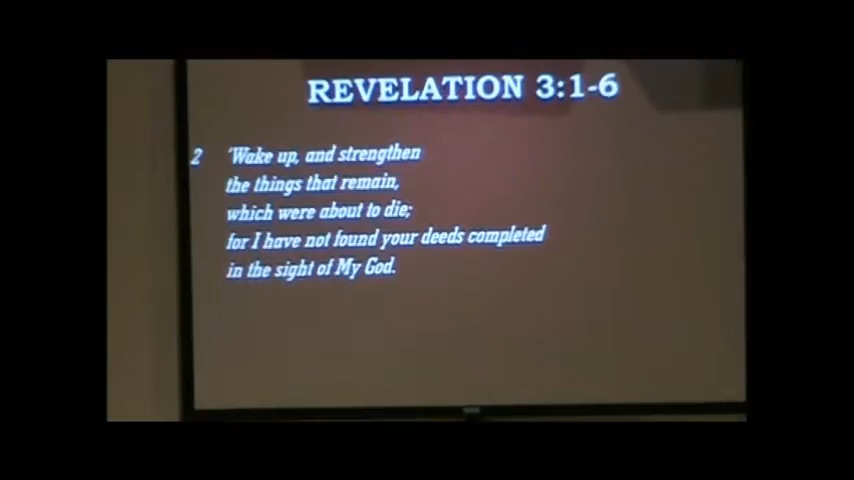 REVELATION 3:1-6
2 ‘Wake up, and strengthen
the things that remain,
which were about to die;
for I have not found your deeds completed
in the sight of My God.